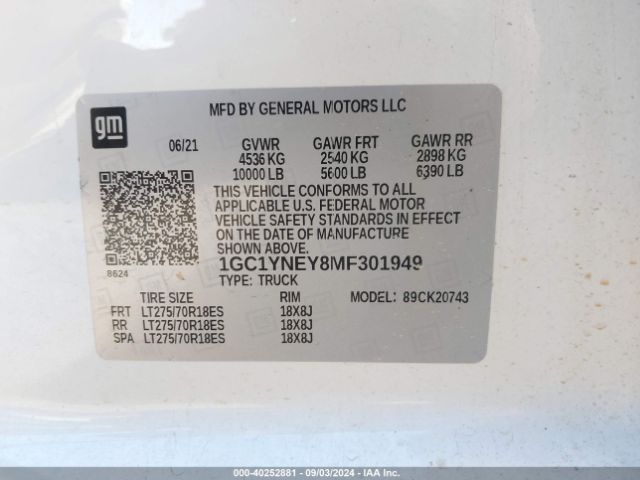 gm
MFD BY GENERAL MOTORS LLC
06/21 GVWR GAWR FRT GAWR RR
4536 KG 2540 KG 2898 KG
10000 LB 5600 LB 6390 LB
THIS VEHICLE CONFORMS TO ALL
APPLICABLE U.S. FEDERAL MOTOR
VEHICLE SAFETY STANDARDS IN EFFECT
ON THE DATE OF MANUFACTURE
SHOWN ABOVE.
8624
1GC1YNEY8MF301949
TYPE: TRUCK
TIRE SIZE RIM MODEL: 89CK20743
FRT LT275/70R18ES 18X8J
RR LT275/70R18ES 18X8J
SPA LT275/70R18ES 18X8J
000-40252881 - 09/03/2024 - IAA Inc.